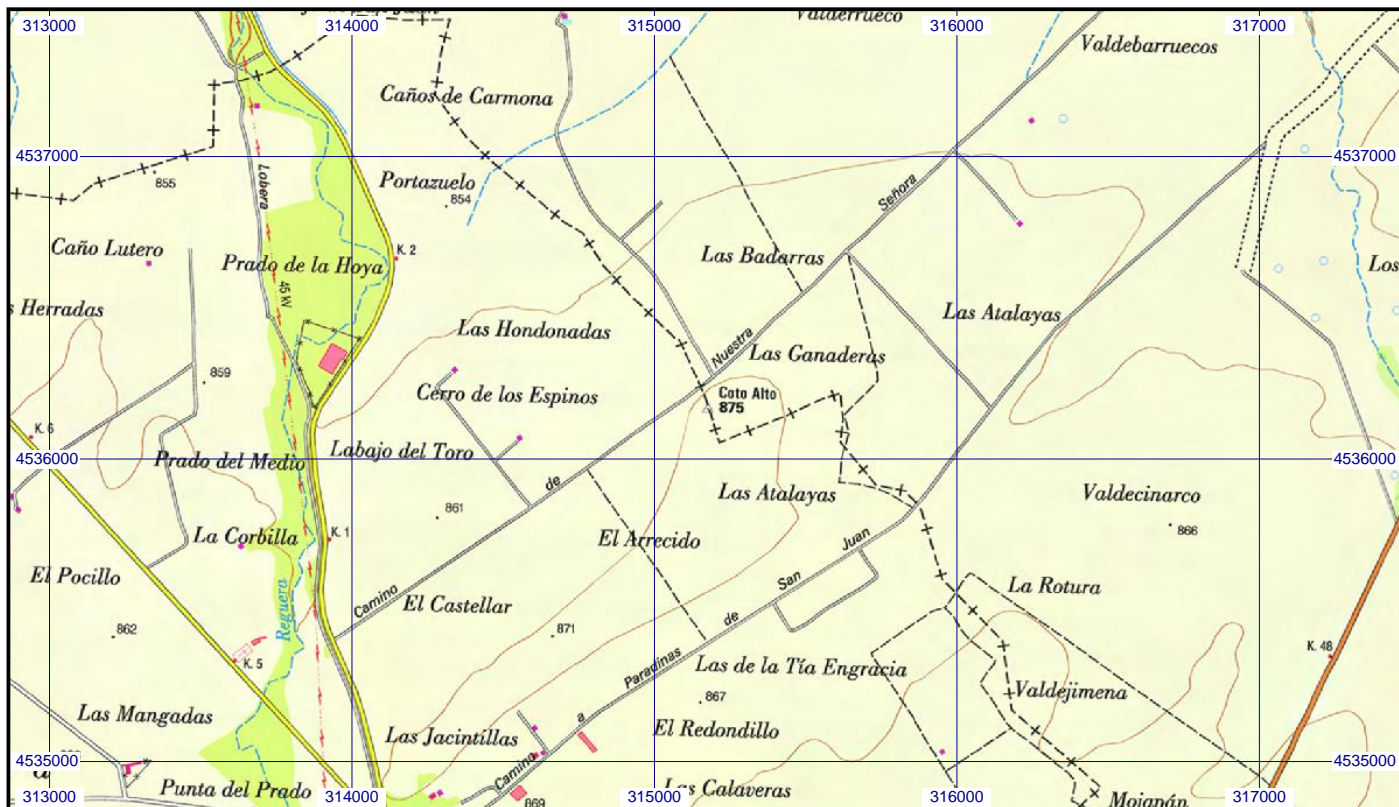 313000
314000
315000
316000
317000
Valderrueco
Valdebarruecos
Caños de Carmona
4537000
4537000
855
Lobera
Portazuelo
854
Señora
Caño Lutero
K. 2
Las Badarras
Prado de la Hoya
Los
45 kV
Herradas
Las Hondonadas
Las Atalayas
Nuestra
Las Ganaderas
859
Cerro de los Espinos
Coto Alto
875
K. 6
4536000
4536000
Labajo del Toro
Prado del Medio
de
Las Atalayas
Valdecinarco
861
866
La Corbilla
K. 1
El Arrecido
Juan
El Pocillo
San
La Rotura
Camino
El Castellar
Reguera
862
871
de
K. 5
K. 48
Las de la Tía Engracia
Paradinas
Valdejimena
867
Las Mangadas
a
El Redondillo
Las Jacintillas
4535000
4535000
Camino
Punta del Prado
869
Las Calaveras
Mojapán
313000
314000
315000
316000
317000